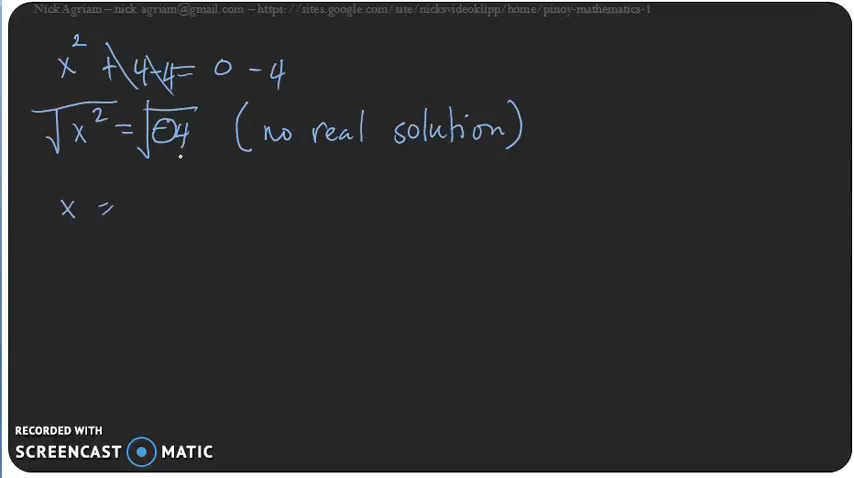 Nick Agriam – nick.agriam@gmail.com – https://sites.google.com/site/nicksvideoklipp/home/pinoy-mathematics-1
x² + 4 - 4 = 0 - 4
√x² = √-4 (no real solution)
x =
RECORDED WITH
SCREENCAST MATIC